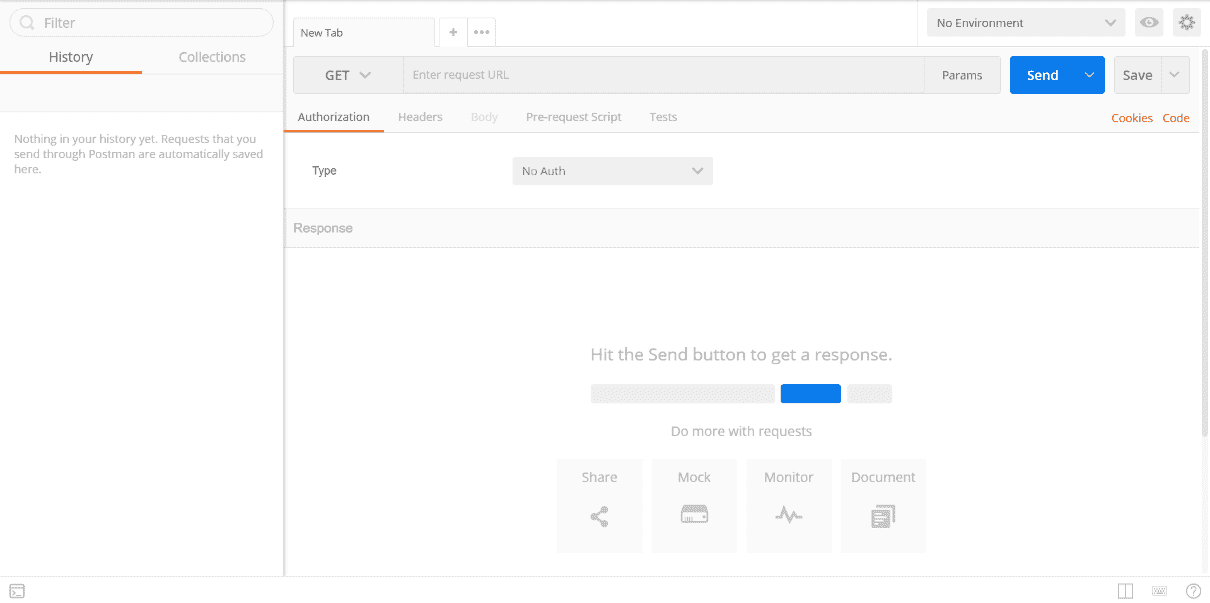 Filter
History
Collections
Nothing in your history yet. Requests that you
send through Postman are automatically saved
here.
New Tab
No Environment
GET
Enter request URL
Params
Send
Save
Authorization
Headers
Body
Pre-request Script
Tests
Cookies
Code
Type
No Auth
Response
Hit the Send button to get a response.
Do more with requests
Share
Mock
Monitor
Document